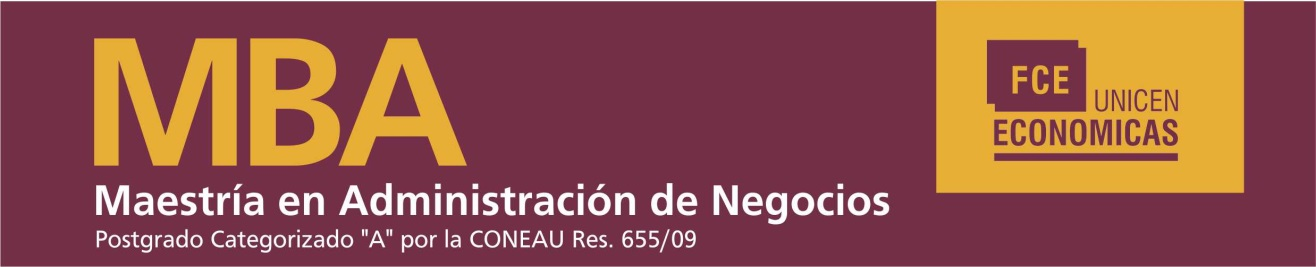 MBA
Maestría en Administración de Negocios
Postgrado Categorizado "A" por la CONEAU Res. 655/09
FCE
UNICEN
ECONOMICAS